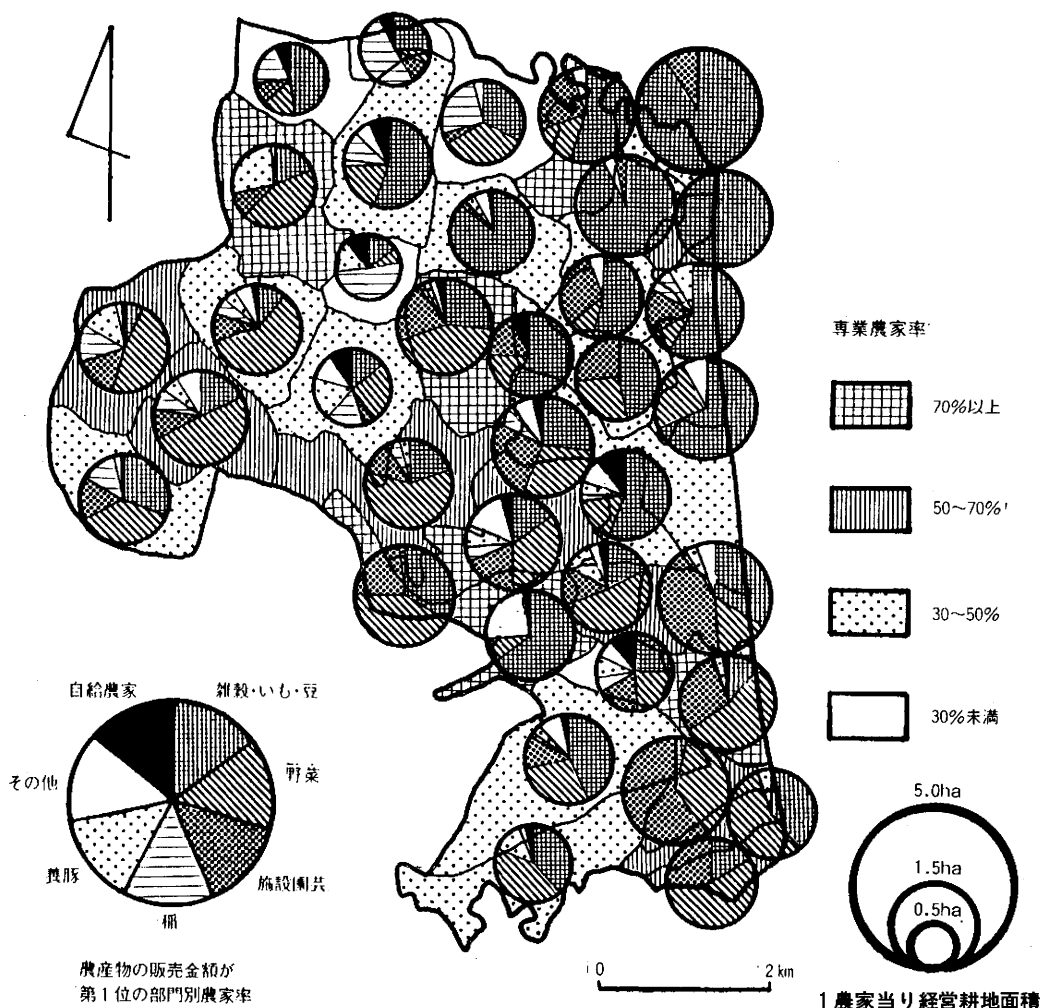 専業農家率
70%以上
50〜70%
30〜50%
30%未満
自給農家
雑穀・いも・豆
その他
野菜
養豚
施設園芸
稲
農産物の販売金額が
第1位の部門別農家率
0
2km
5.0ha
1.5ha
0.5ha
1農家当り経営耕地面積